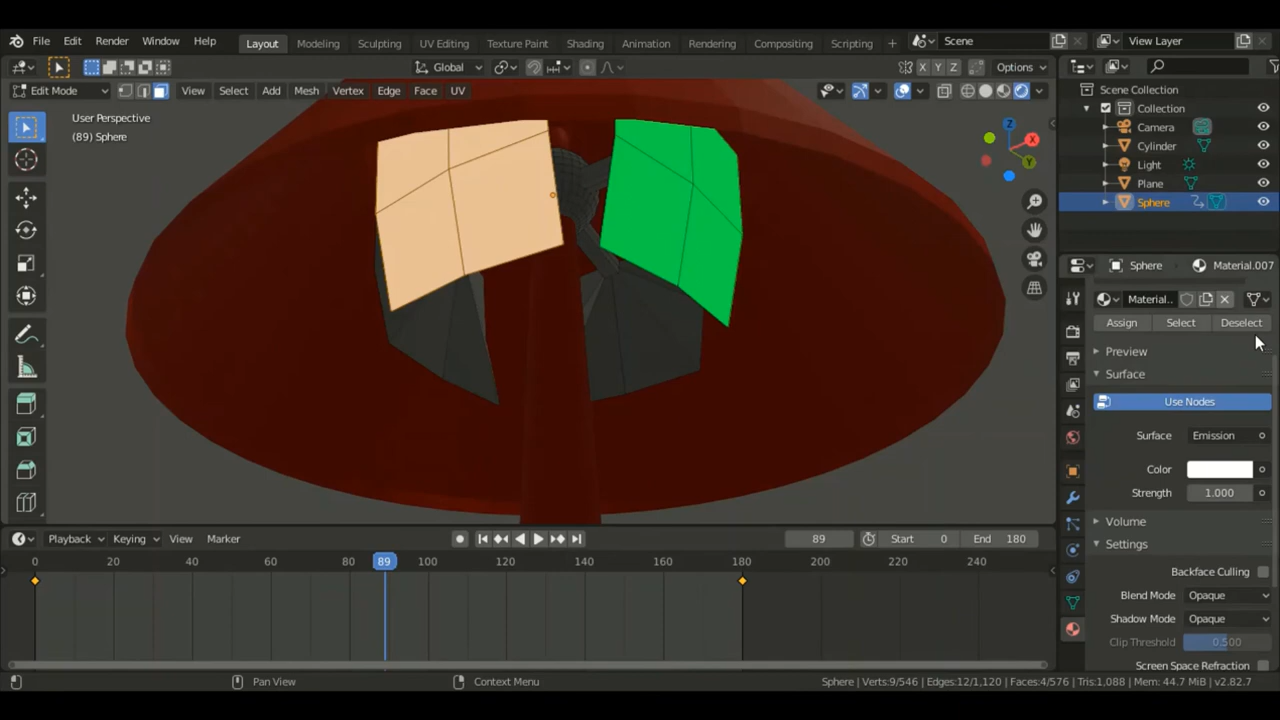 File Edit Render Window Help Layout Modeling Sculpting UV Editing Texture Paint Shading Animation Rendering Compositing Scripting + Scene View Layer
Global X Y Z Options
Edit Mode View Select Add Mesh Vertex Edge Face UV
Scene Collection
Collection
Camera
Cylinder
Light
Plane
Sphere
User Perspective
(89) Sphere
Z
X
Y
Sphere Material.007
Material..
Assign Select Deselect
Preview
Surface
Use Nodes
Surface Emission
Color
Strength 1.000
Volume
Settings
Backface Culling
Blend Mode Opaque
Shadow Mode Opaque
Clip Threshold 0.500
Screen Space Refraction
Playback Keying View Marker 89 Start 0 End 180
0 20 40 60 80 89 100 120 140 160 180 200 220 240
Pan View Context Menu Sphere | Verts:9/546 | Edges:12/1,120 | Faces:4/576 | Tris:1,088 | Mem: 44.7 MiB | v2.82.7